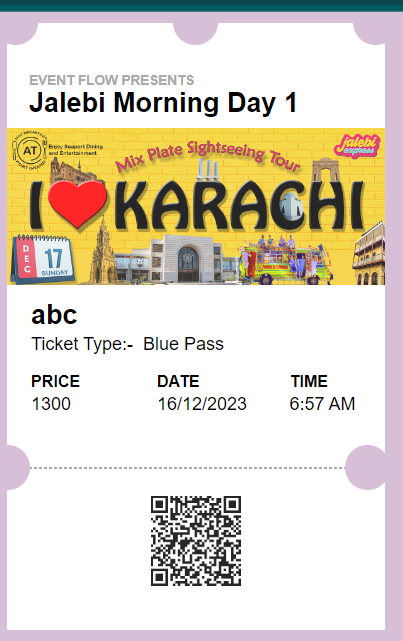 EVENT FLOW PRESENTS
Jalebi Morning Day 1
AT
Enjoy Seaport Dining
and Entertainment
Mix Plate Sightseeing Tour
jalebi
express
I KARACHI
DEC
17
SUNDAY
abc
Ticket Type:- Blue Pass
PRICE DATE TIME
1300 16/12/2023 6:57 AM